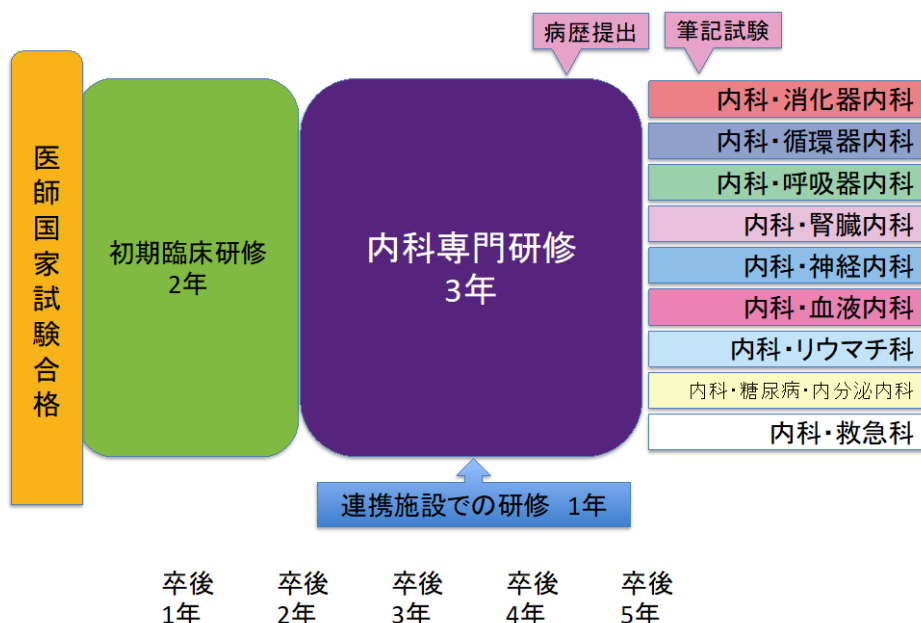 病歴提出
筆記試験
医師国家試験合格
初期臨床研修
2年
内科専門研修
3年
内科・消化器内科
内科・循環器内科
内科・呼吸器内科
内科・腎臓内科
内科・神経内科
内科・血液内科
内科・リウマチ科
内科・糖尿病・内分泌内科
内科・救急科
連携施設での研修 1年
卒後
1年
卒後
2年
卒後
3年
卒後
4年
卒後
5年